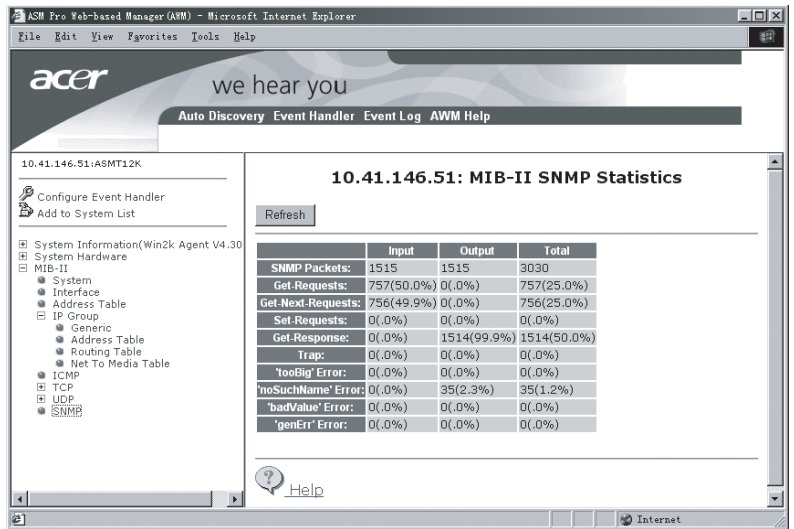 ASM Pro Web-based Manager(AWM) - Microsoft Internet Explorer
File Edit View Favorites Tools Help
acer
we hear you
Auto Discovery Event Handler Event Log AWM Help
10.41.146.51:ASMT12K
Configure Event Handler
Add to System List
System Information(Win2k Agent V4.30
System Hardware
MIB-II
System
Interface
Address Table
IP Group
Generic
Address Table
Routing Table
Net To Media Table
ICMP
TCP
UDP
SNMP
10.41.146.51: MIB-II SNMP Statistics
Refresh
Input Output Total
SNMP Packets: 1515 1515 3030
Get-Requests: 757(50.0%) 0(.0%) 757(25.0%)
Get-Next-Requests: 756(49.9%) 0(.0%) 756(25.0%)
Set-Requests: 0(.0%) 0(.0%) 0(.0%)
Get-Response: 0(.0%) 1514(99.9%) 1514(50.0%)
Trap: 0(.0%) 0(.0%) 0(.0%)
'tooBig' Error: 0(.0%) 0(.0%) 0(.0%)
'noSuchName' Error: 0(.0%) 35(2.3%) 35(1.2%)
'badValue' Error: 0(.0%) 0(.0%) 0(.0%)
'genErr' Error: 0(.0%) 0(.0%) 0(.0%)
Help
Internet